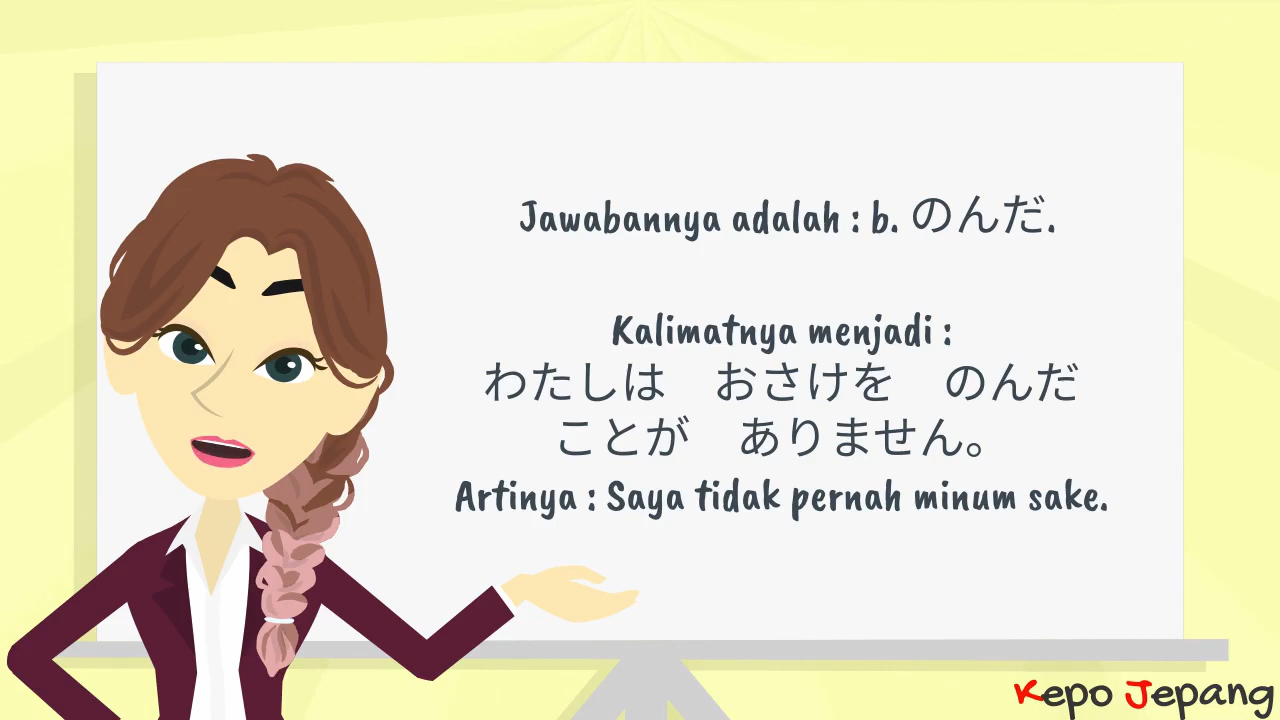 Jawabannya adalah : b. のんだ.
Kalimatnya menjadi :
わたしは　おさけを　のんだ
ことが　ありません。
Artinya : Saya tidak pernah minum sake.
Kepo Jepang